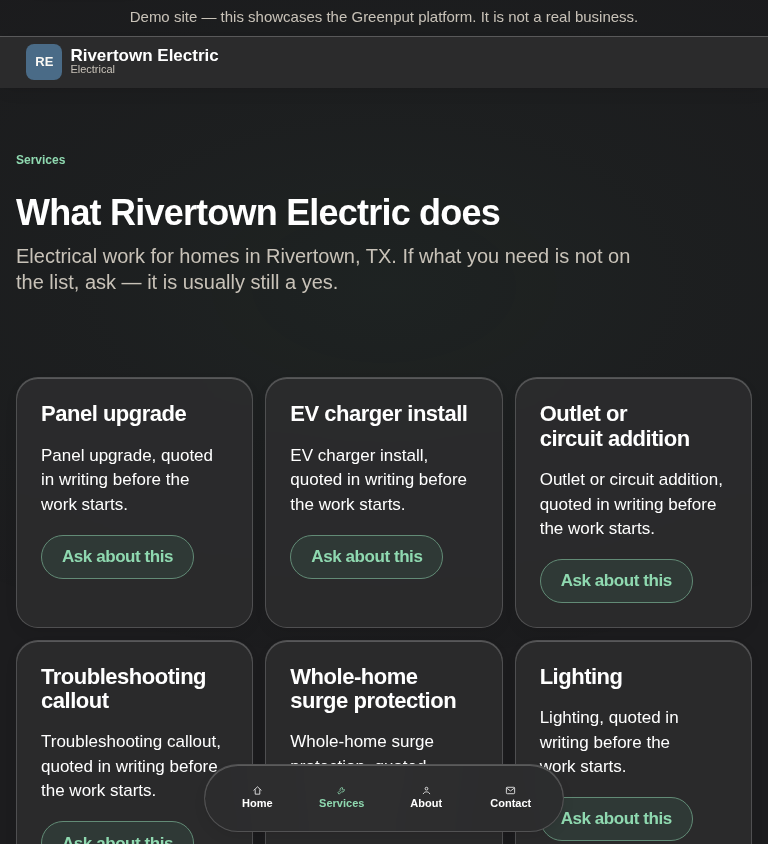 Demo site — this showcases the Greenput platform. It is not a real business.
RE
Rivertown Electric
Electrical
Services
What Rivertown Electric does
Electrical work for homes in Rivertown, TX. If what you need is not on
the list, ask — it is usually still a yes.
Panel upgrade
Panel upgrade, quoted
in writing before the
work starts.
Ask about this
EV charger install
EV charger install,
quoted in writing before
the work starts.
Ask about this
Outlet or
circuit addition
Outlet or circuit addition,
quoted in writing before
the work starts.
Ask about this
Troubleshooting
callout
Troubleshooting callout,
quoted in writing before
the work starts.
Ask about this
Whole-home
surge protection
Whole-home surge
protection, quoted
Lighting
Lighting, quoted in
writing before the
work starts.
Ask about this
Home
Services
About
Contact